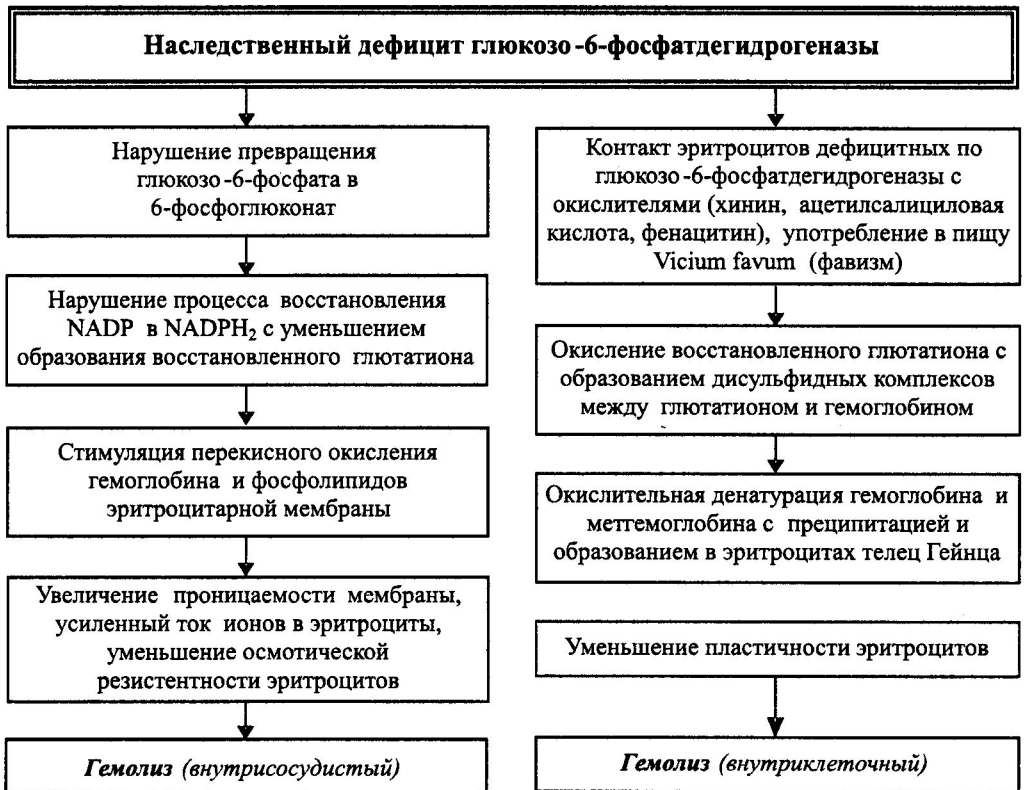 Наследственный дефицит глюкозо-6-фосфатдегидрогеназы
Нарушение превращения
глюкозо-6-фосфата в
6-фосфоглюконат
Нарушение процесса восстановления
NADP в NADPH₂ с уменьшением
образования восстановленного глютатиона
Стимуляция перекисного окисления
гемоглобина и фосфолипидов
эритроцитарной мембраны
Увеличение проницаемости мембраны,
усиленный ток ионов в эритроциты,
уменьшение осмотической
резистентности эритроцитов
Гемолиз (внутрисосудистый)
Контакт эритроцитов дефицитных по
глюкозо-6-фосфатдегидрогеназы с
окислителями (хинин, ацетилсалициловая
кислота, фенацитин), употребление в пищу
Vicium favum (фавизм)
Окисление восстановленного глютатиона с
образованием дисульфидных комплексов
между глютатионом и гемоглобином
Окислительная денатурация гемоглобина и
метгемоглобина с преципитацией и
образованием в эритроцитах телец Гейнца
Уменьшение пластичности эритроцитов
Гемолиз (внутриклеточный)